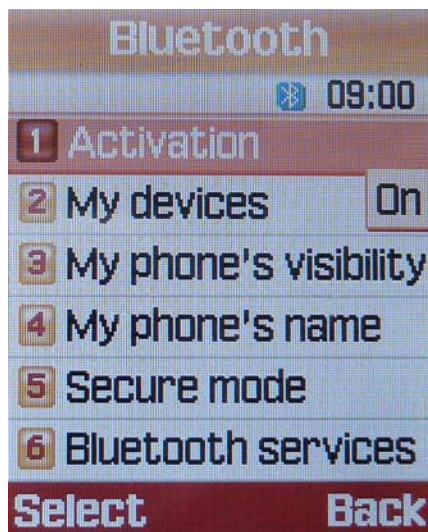 Bluetooth
09:00
1 Activation
2 My devices
On
3 My phone's visibility
4 My phone's name
5 Secure mode
6 Bluetooth services
Select Back